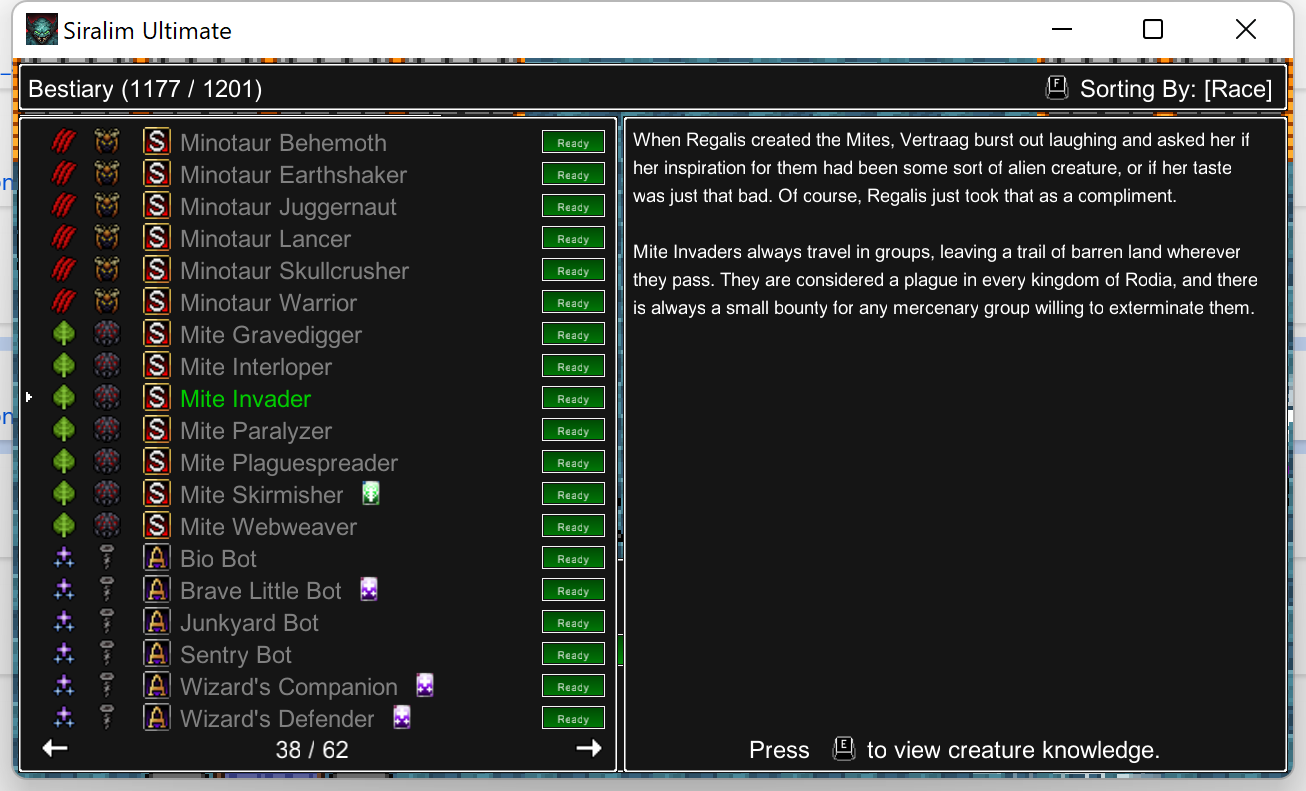 Siralim Ultimate
Bestiary (1177 / 1201)
F Sorting By: [Race]
S Minotaur Behemoth Ready
S Minotaur Earthshaker Ready
S Minotaur Juggernaut Ready
S Minotaur Lancer Ready
S Minotaur Skullcrusher Ready
S Minotaur Warrior Ready
S Mite Gravedigger Ready
S Mite Interloper Ready
S Mite Invader Ready
S Mite Paralyzer Ready
S Mite Plaguespreader Ready
S Mite Skirmisher Ready
S Mite Webweaver Ready
A Bio Bot Ready
A Brave Little Bot Ready
A Junkyard Bot Ready
A Sentry Bot Ready
A Wizard's Companion Ready
A Wizard's Defender Ready
38 / 62
When Regalis created the Mites, Vertraag burst out laughing and asked her if
her inspiration for them had been some sort of alien creature, or if her taste
was just that bad. Of course, Regalis just took that as a compliment.
Mite Invaders always travel in groups, leaving a trail of barren land wherever
they pass. They are considered a plague in every kingdom of Rodia, and there
is always a small bounty for any mercenary group willing to exterminate them.
Press E to view creature knowledge.